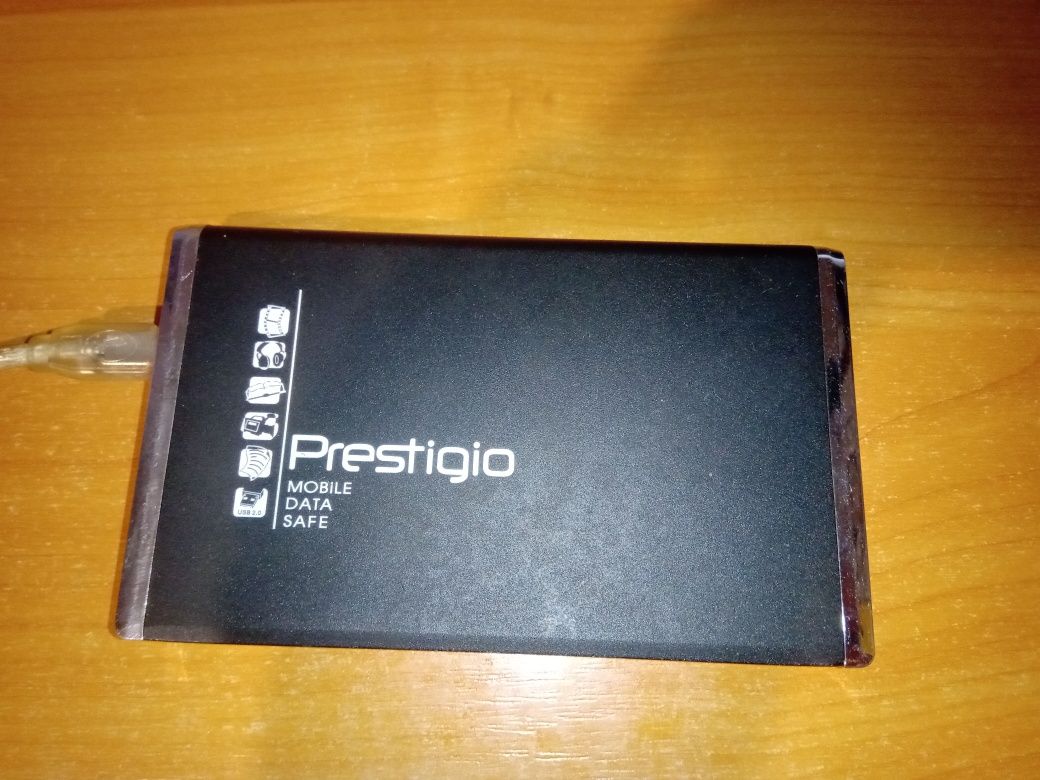 Prestigio
MOBILE
DATA
SAFE
USB 2.0